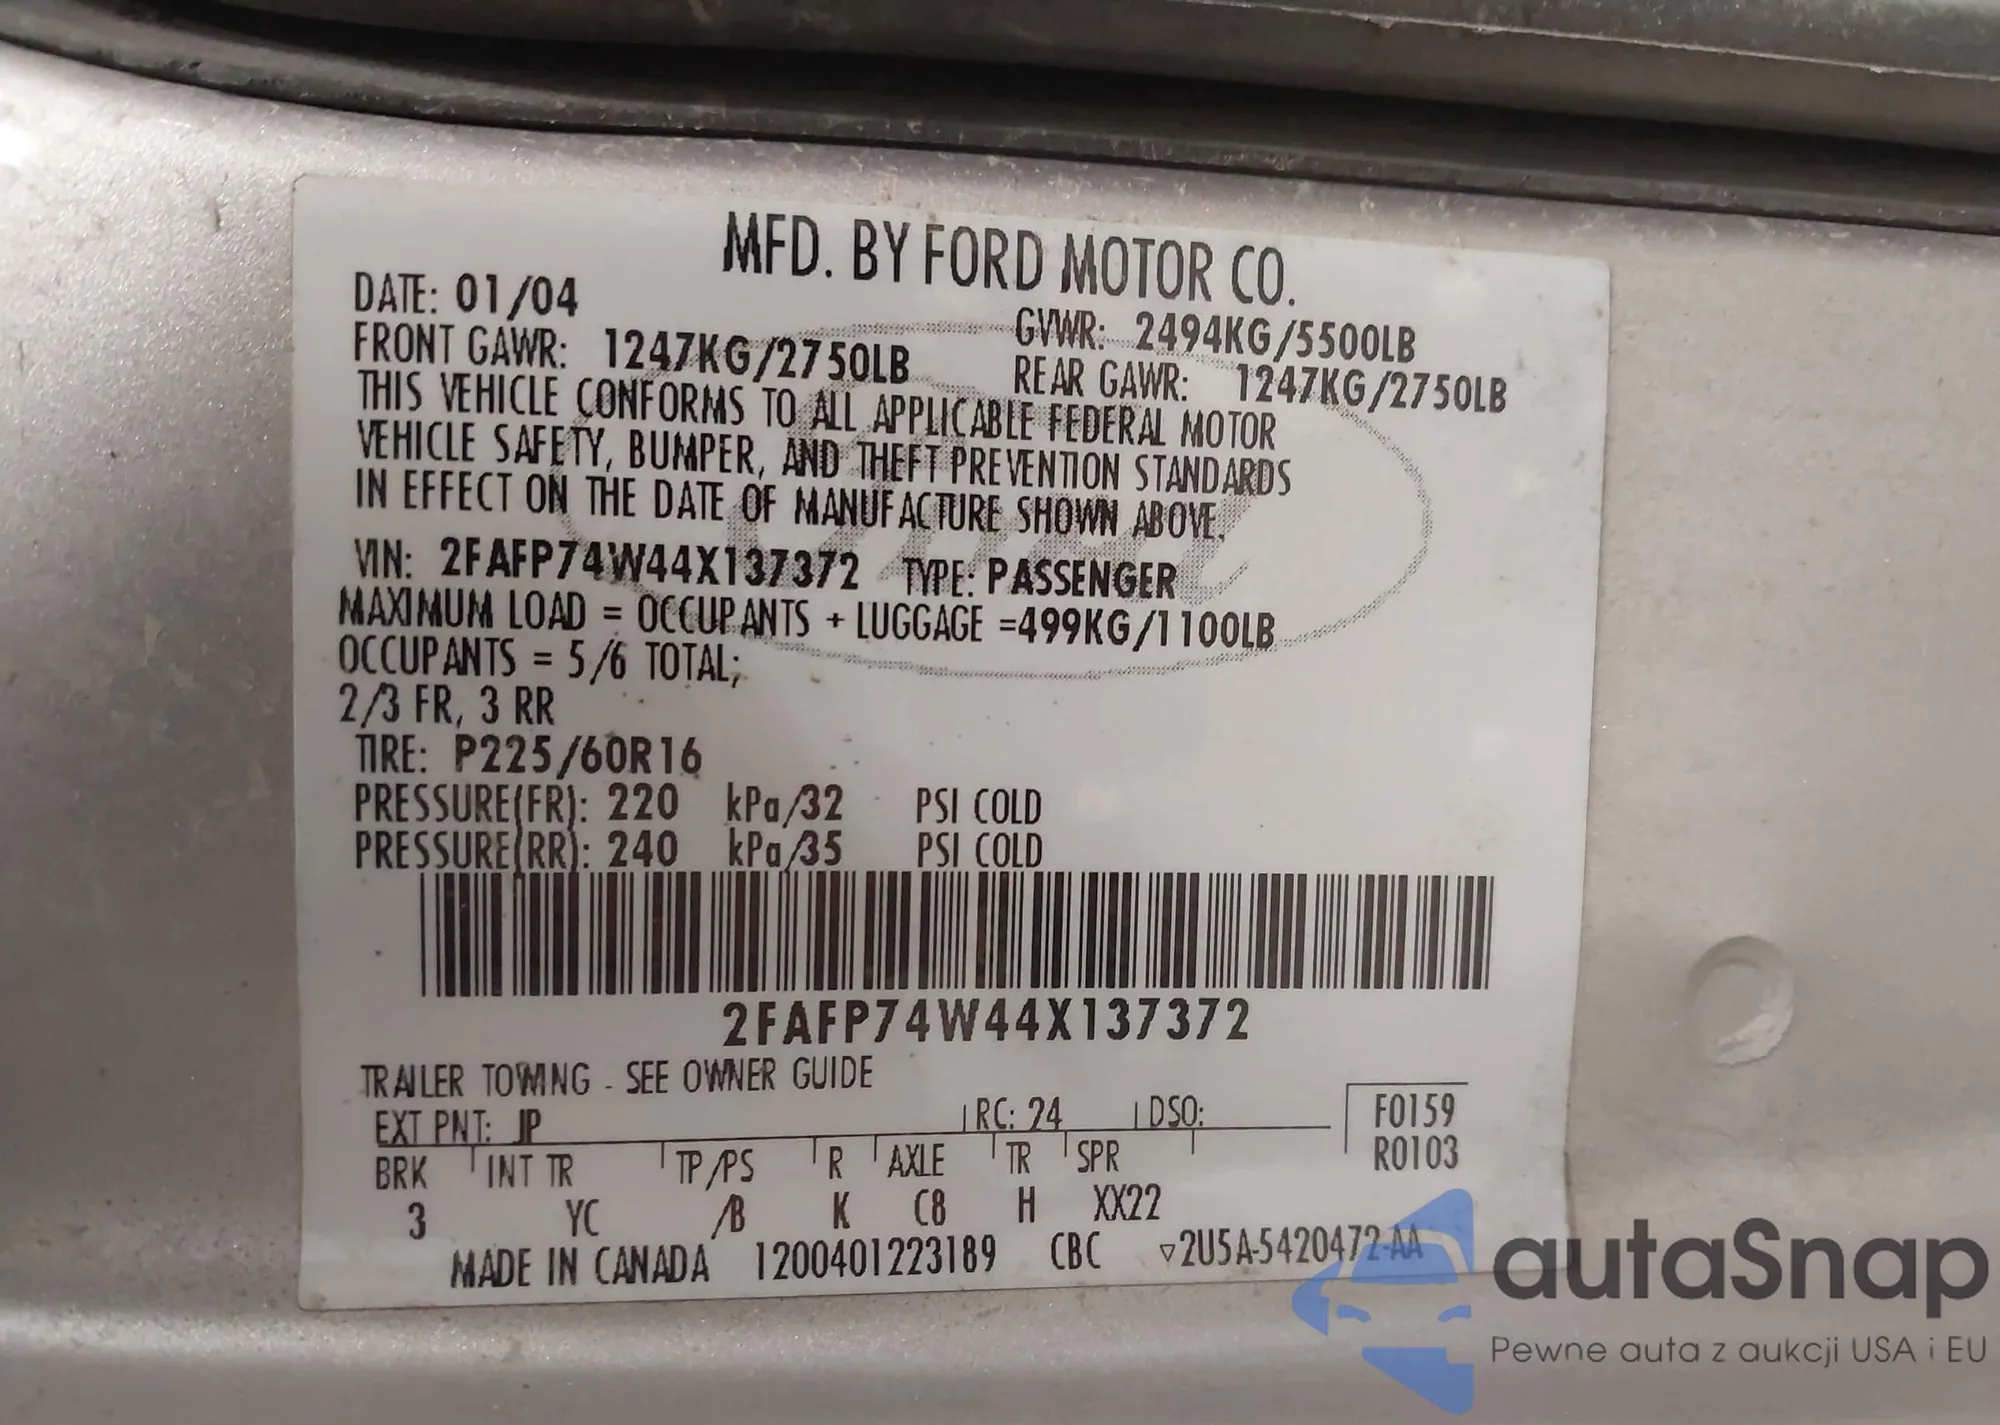 MFD. BY FORD MOTOR CO.
DATE: 01/04
GVWR: 2494KG/5500LB
FRONT GAWR: 1247KG/2750LB
REAR GAWR: 1247KG/2750LB
THIS VEHICLE CONFORMS TO ALL APPLICABLE FEDERAL MOTOR
VEHICLE SAFETY, BUMPER, AND THEFT PREVENTION STANDARDS
IN EFFECT ON THE DATE OF MANUFACTURE SHOWN ABOVE.
VIN: 2FAFP74W44X137372 TYPE: PASSENGER
MAXIMUM LOAD = OCCUPANTS + LUGGAGE =499KG/1100LB
OCCUPANTS = 5/6 TOTAL;
2/3 FR, 3 RR
TIRE: P225/60R16
PRESSURE(FR): 220 kPa/32 PSI COLD
PRESSURE(RR): 240 kPa/35 PSI COLD
2FAFP74W44X137372
TRAILER TOWING - SEE OWNER GUIDE
EXT PNT: JP RC: 24 DSO: F0159
R0103
BRK INT TR TP/PS R AXLE TR SPR
3 YC /B K C8 H XX22
MADE IN CANADA 1200401223189 CBC ▽2U5A-5420472-AA
autaSnap
Pewne auta z aukcji USA i EU